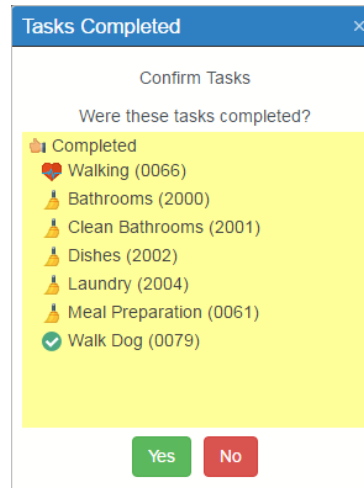 Tasks Completed ×
Confirm Tasks
Were these tasks completed?
Completed
Walking (0066)
Bathrooms (2000)
Clean Bathrooms (2001)
Dishes (2002)
Laundry (2004)
Meal Preparation (0061)
Walk Dog (0079)
Yes No